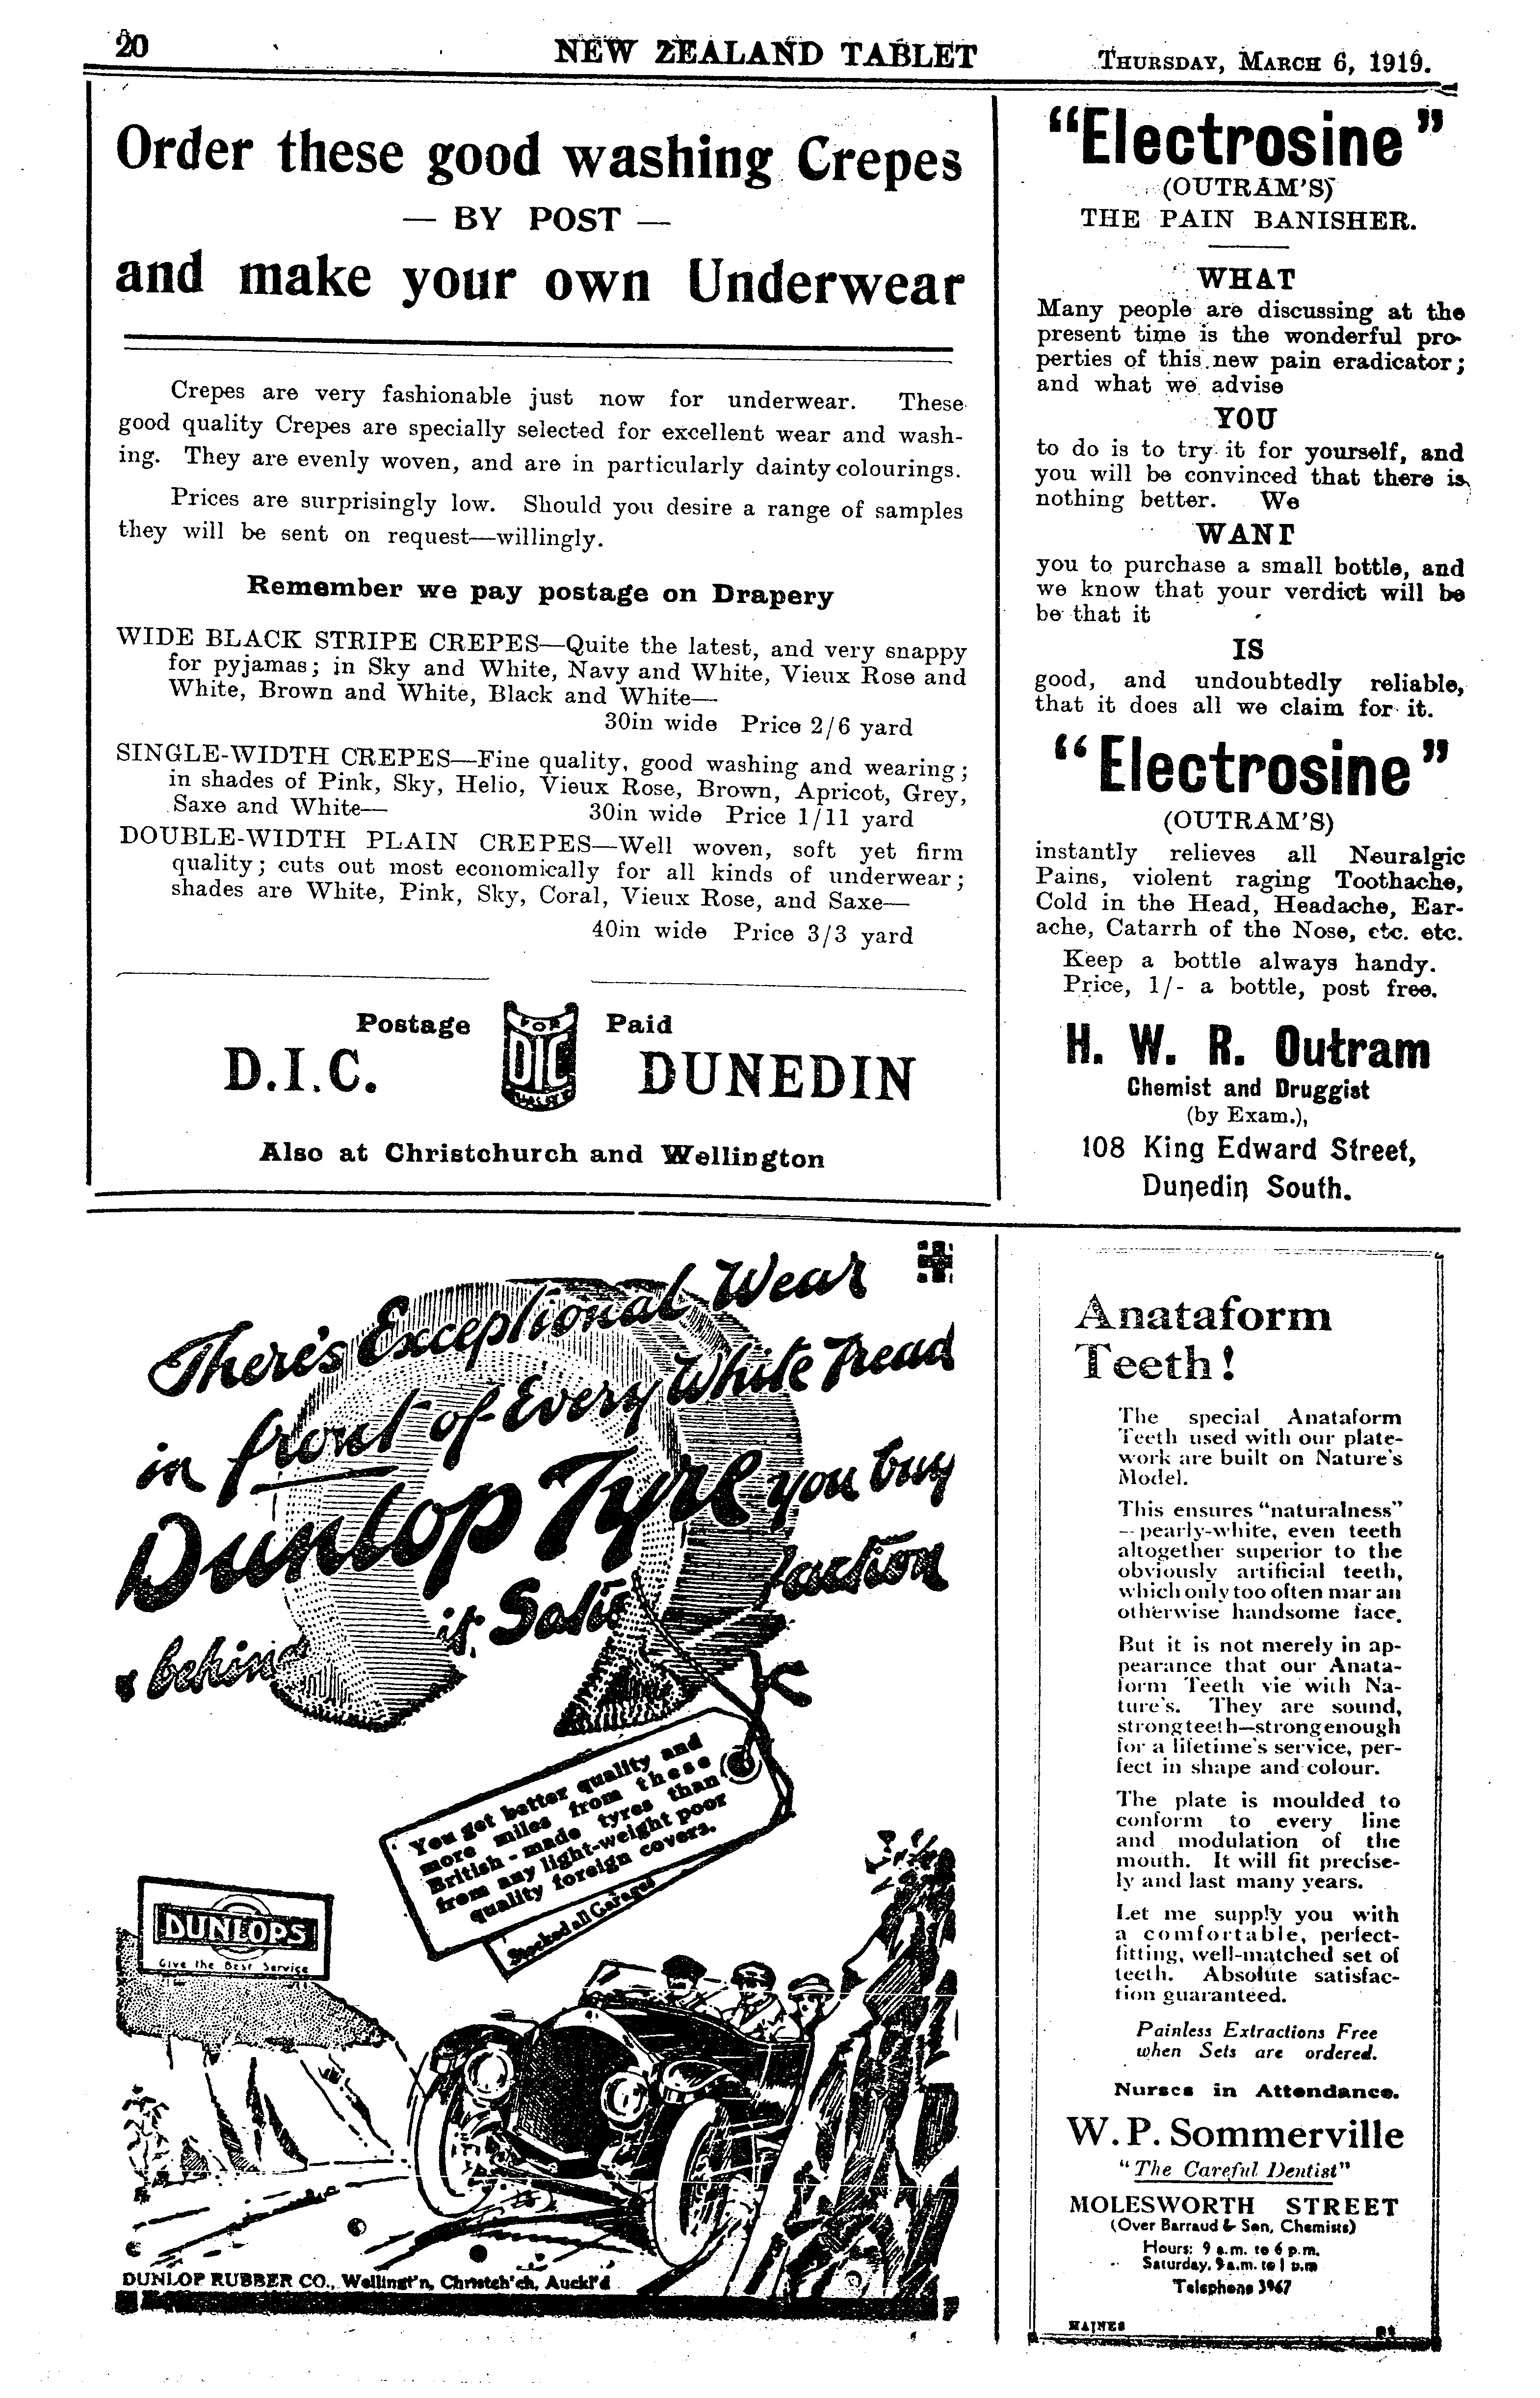 20
NEW ZEALAND TABLET
THURSDAY, MARCH 6, 1919.
Order these good washing Crepes
— BY POST —
and make your own Underwear
Crepes are very fashionable just now for underwear. These
good quality Crepes are specially selected for excellent wear and wash-
ing. They are evenly woven, and are in particularly dainty colourings.
Prices are surprisingly low. Should you desire a range of samples
they will be sent on request—willingly.
Remember we pay postage on Drapery
WIDE BLACK STRIPE CREPES—Quite the latest, and very snappy
for pyjamas; in Sky and White, Navy and White, Vieux Rose and
White, Brown and White, Black and White—
30in wide Price 2/6 yard
SINGLE-WIDTH CREPES—Fine quality, good washing and wearing;
in shades of Pink, Sky, Helio, Vieux Rose, Brown, Apricot, Grey,
Saxe and White— 30in wide Price 1/11 yard
DOUBLE-WIDTH PLAIN CREPES—Well woven, soft yet firm
quality; cuts out most economically for all kinds of underwear;
shades are White, Pink, Sky, Coral, Vieux Rose, and Saxe—
40in wide Price 3/3 yard
Postage Paid
FOR
DIC
D.I.C. DUNEDIN
Also at Christchurch and Wellington
"Electrosine"
(OUTRAM'S)
THE PAIN BANISHER.
WHAT
Many people are discussing at the
present time is the wonderful pro-
perties of this new pain eradicator;
and what we advise
YOU
to do is to try it for yourself, and
you will be convinced that there is
nothing better. We
WANT
you to purchase a small bottle, and
we know that your verdict will be
be that it
IS
good, and undoubtedly reliable,
that it does all we claim for it.
"Electrosine"
(OUTRAM'S)
instantly relieves all Neuralgic
Pains, violent raging Toothache,
Cold in the Head, Headache, Ear-
ache, Catarrh of the Nose, etc. etc.
Keep a bottle always handy.
Price, 1/- a bottle, post free.
H. W. R. Outram
Chemist and Druggist
(by Exam.),
108 King Edward Street,
Dunedin South.
There's Exceptional Wear
in front of Every White Tread
Dunlop Tyre you buy
& behind it Satisfaction
You get better quality and
more miles from these
British-made tyres than
from any light-weight poor
quality foreign covers.
Stocked all Garages
DUNLOPS
Give the Best Service
DUNLOP RUBBER CO., Wellingt'n, Christch'ch, Auckl'd
Anataform
Teeth!
The special Anataform
Teeth used with our plate-
work are built on Nature's
Model.
This ensures "naturalness"
—pearly-white, even teeth
altogether superior to the
obviously artificial teeth,
which only too often mar an
otherwise handsome face.
But it is not merely in ap-
pearance that our Anata-
form Teeth vie with Na-
ture's. They are sound,
strong teeth—strong enough
for a lifetime's service, per-
fect in shape and colour.
The plate is moulded to
conform to every line
and modulation of the
mouth. It will fit precise-
ly and last many years.
Let me supply you with
a comfortable, perfect-
fitting, well-matched set of
teeth. Absolute satisfac-
tion guaranteed.
Painless Extractions Free
when Sets are ordered.
Nurses in Attendance.
W. P. Sommerville
"The Careful Dentist"
MOLESWORTH STREET
(Over Barraud & Son, Chemists)
Hours: 9 a.m. to 6 p.m.
Saturday, 9 a.m. to 1 p.m
Telephone 3967
HAINES